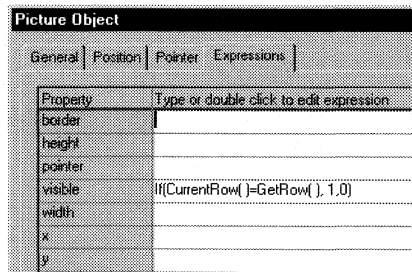 Picture Object
General Position Pointer Expressions
Property Type or double click to edit expression
border
height
pointer
visible If(CurrentRow( )=GetRow( ), 1,0)
width
x
y